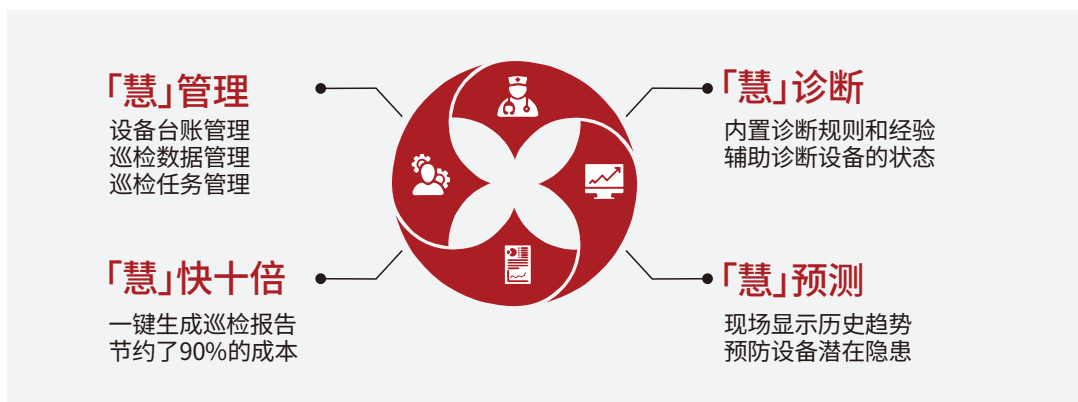 「慧」管理
设备台账管理
巡检数据管理
巡检任务管理
「慧」诊断
内置诊断规则和经验
辅助诊断设备的状态
「慧」快十倍
一键生成巡检报告
节约了90%的成本
「慧」预测
现场显示历史趋势
预防设备潜在隐患